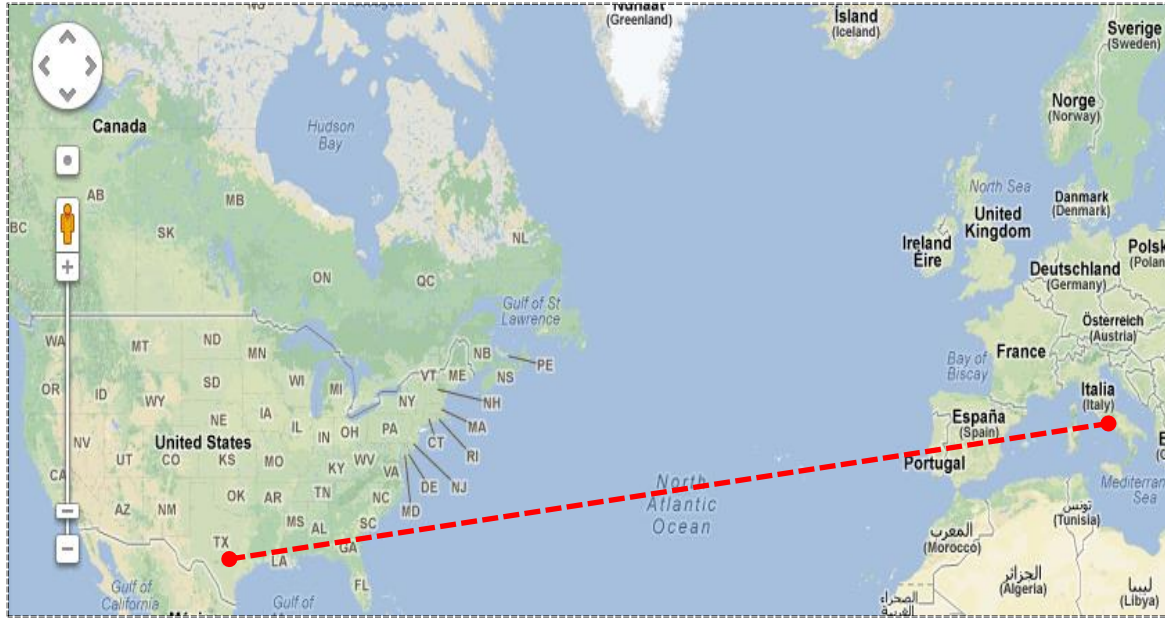 Nunaat
(Greenland)
Ísland
(Iceland)
Sverige
(Sweden)
Norge
(Norway)
Canada
Hudson
Bay
AB
MB
BC
SK
NL
North Sea
Danmark
(Denmark)
United
Kingdom
Ireland
Éire
Polsk
(Polan
Deutschland
(Germany)
ON
QC
Gulf of St
Lawrence
Österreich
(Austria)
WA
MT
ND
MN
NB
PE
Bay of
Biscay
France
OR
ID
WY
SD
WI
MI
VT
ME
NS
NY
NH
Italia
(Italy)
NE
IA
IL
IN
OH
PA
MA
España
(Spain)
NV
United States
UT
CO
KS
MO
KY
WV
CT
RI
Portugal
CA
VA
DE
NJ
Mediterran
Sea
OK
AR
TN
NC
MD
North
Atlantic
Ocean
AZ
NM
MS
AL
SC
تونس
(Tunisia)
TX
LA
GA
المغرب
(Morocco)
FL
الجزائر
(Algeria)
ليبيا
(Libya)
Gulf of
California
Gulf of
الصحراء
الغربية